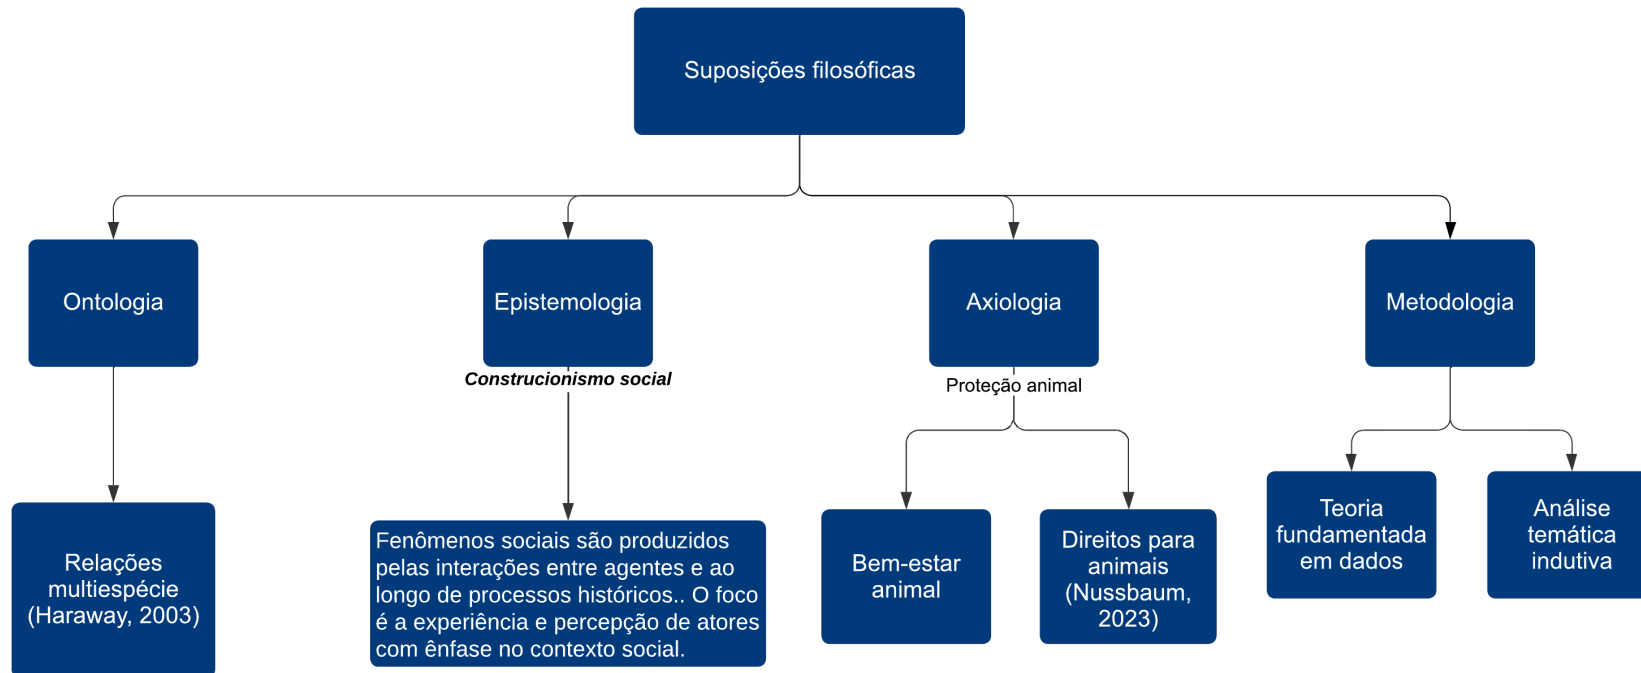 Suposições filosóficas
Ontologia
Epistemologia
Axiologia
Metodologia
Construcionismo social
Proteção animal
Relações
multiespécie
(Haraway, 2003)
Fenômenos sociais são produzidos
pelas interações entre agentes e ao
longo de processos históricos.. O foco
é a experiência e percepção de atores
com ênfase no contexto social.
Bem-estar
animal
Direitos para
animais
(Nussbaum,
2023)
Teoria
fundamentada
em dados
Análise
temática
indutiva